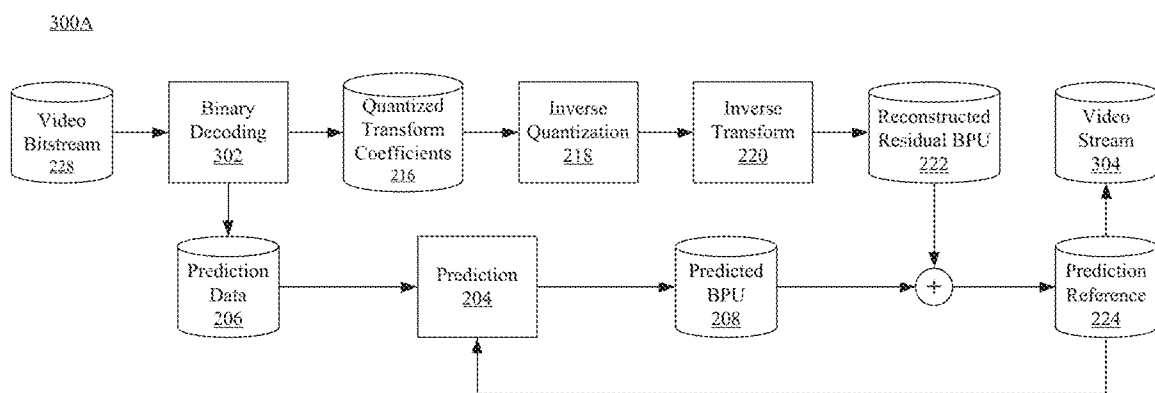 300A
Video
Bitstream
228
Binary
Decoding
302
Quantized
Transform
Coefficients
216
Inverse
Quantization
218
Inverse
Transform
220
Reconstructed
Residual BPU
222
Video
Stream
304
Prediction
Data
206
Prediction
204
Predicted
BPU
208
+
Prediction
Reference
224